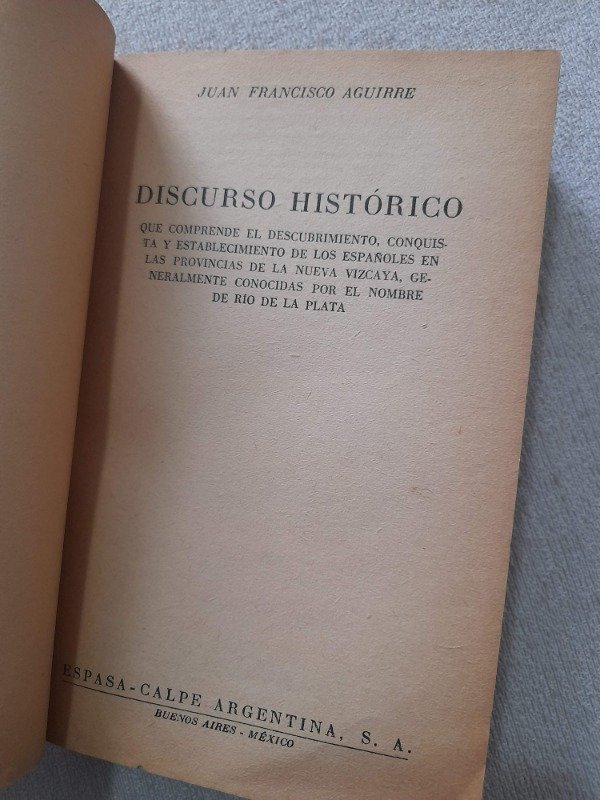 JUAN FRANCISCO AGUIRRE
DISCURSO HISTÓRICO
QUE COMPRENDE EL DESCUBRIMIENTO, CONQUIS-
TA Y ESTABLECIMIENTO DE LOS ESPAÑOLES EN
LAS PROVINCIAS DE LA NUEVA VIZCAYA, GE-
NERALMENTE CONOCIDAS POR EL NOMBRE
DE RÍO DE LA PLATA
ESPASA-CALPE ARGENTINA, S. A.
BUENOS AIRES - MÉXICO